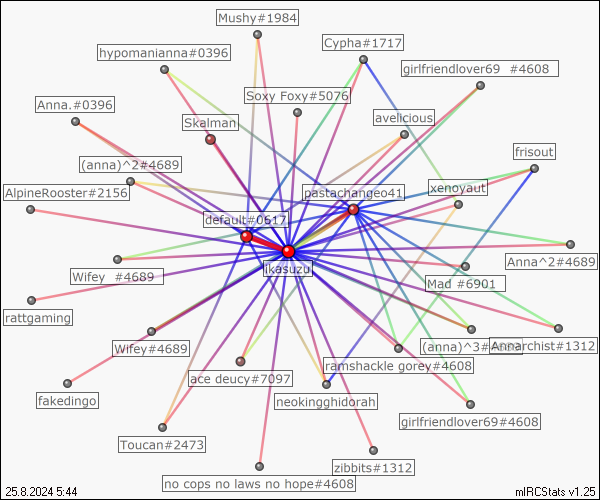 Mushy#1984
Cypha#1717
hypomanianna#0396
girlfriendlover69 #4608
Soxy Foxy#5076
Anna.#0396
avelicious
Skalman
frisout
(anna)^2#4689
xenoyaut
AlpineRooster#2156
pastachangeo41
default#0617
Anna^2#4689
ikasuzu
Wifey #4689
Mad #6901
rattgaming
Wifey#4689
(anna)^3#
Annarchist#1312
ramshackle gorey#4608
ace deucy#7097
fakedingo
neokingghidorah
girlfriendlover69#4608
Toucan#2473
zibbits#1312
no cops no laws no hope#4608
25.8.2024 5:44
mIRCStats v1.25